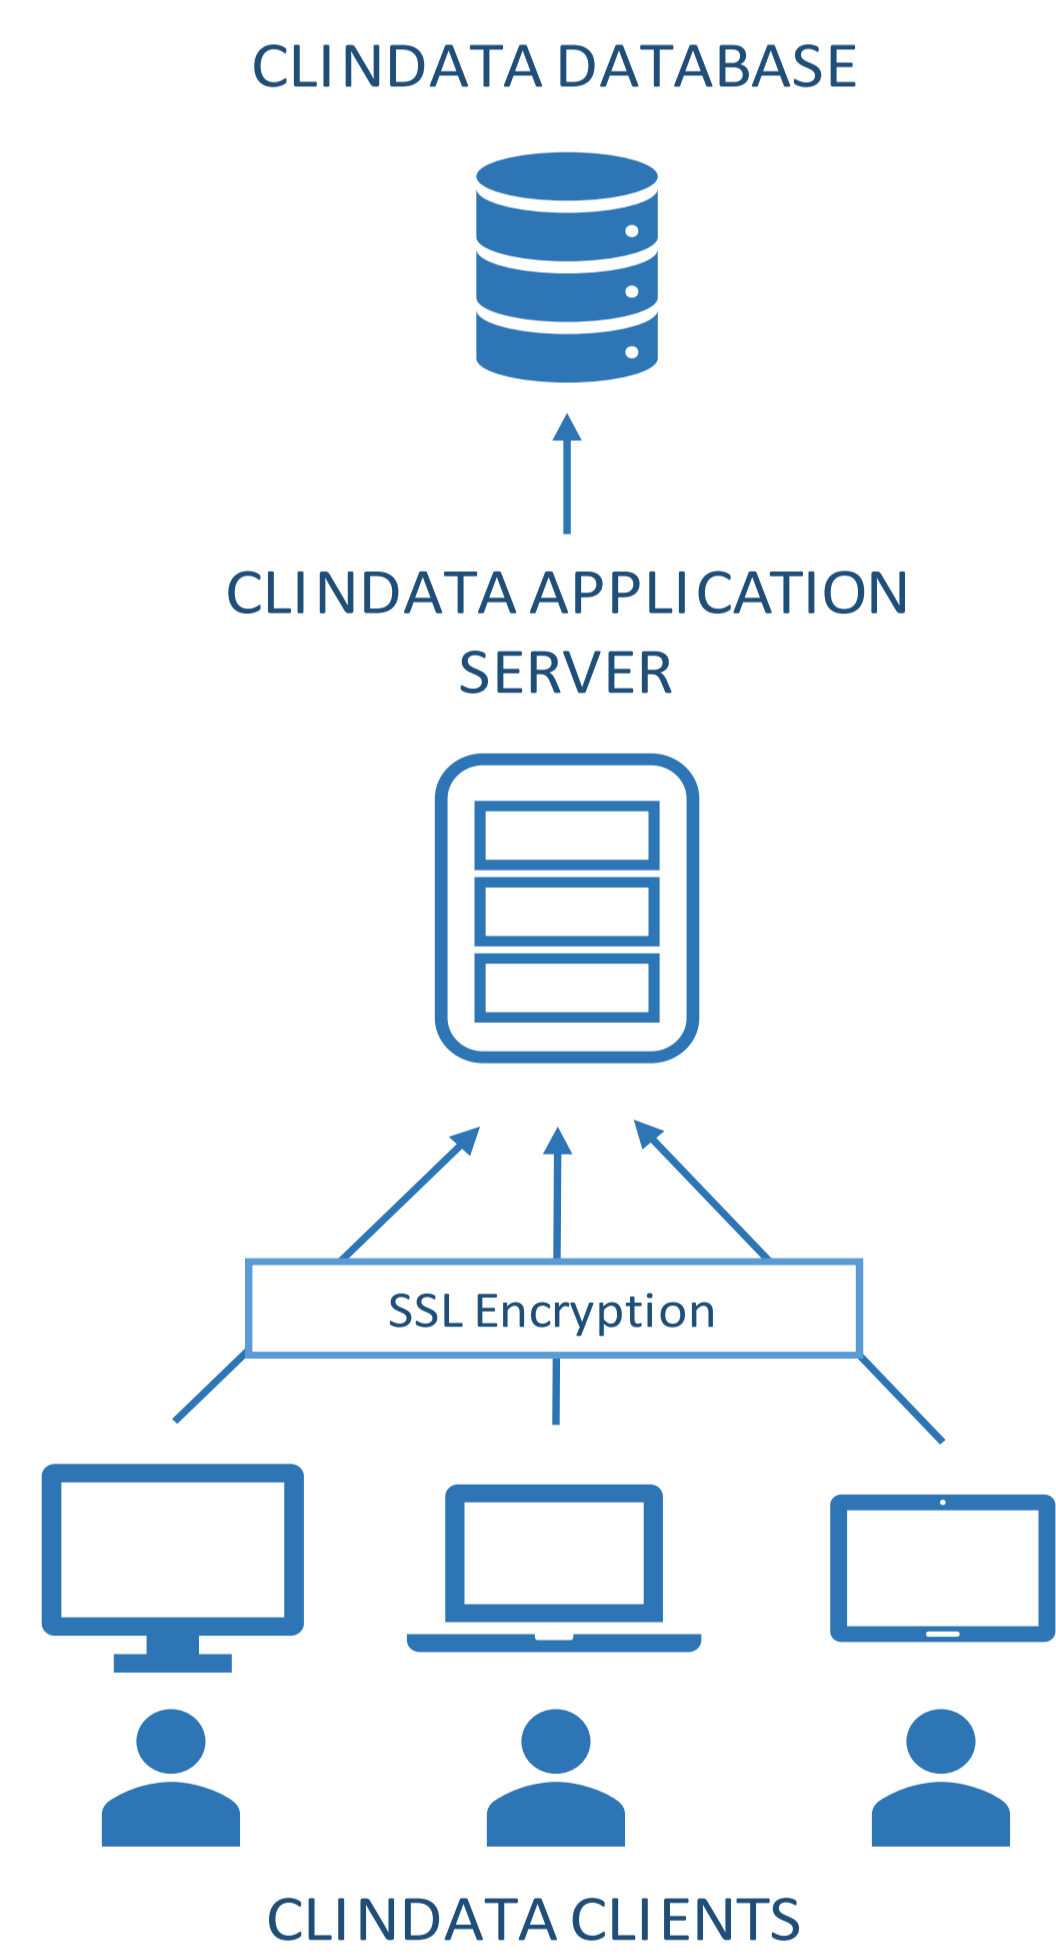 CLINDATA DATABASE
CLINDATA APPLICATION
SERVER
SSL Encryption
CLINDATA CLIENTS